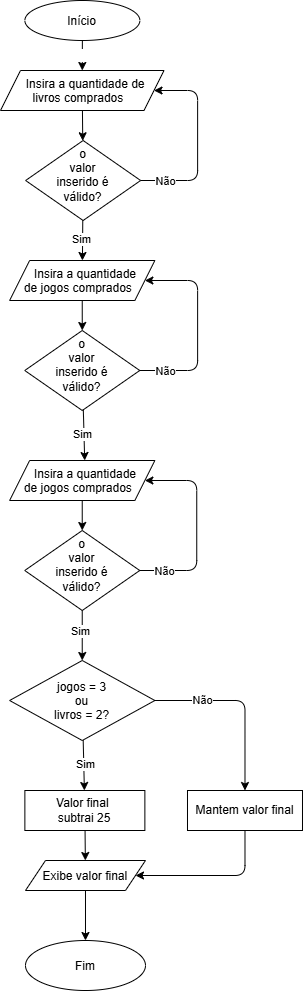 Início
Insira a quantidade de
livros comprados
o
valor
inserido é
válido?
Não
Sim
Insira a quantidade
de jogos comprados
o
valor
inserido é
válido?
Não
Sim
Insira a quantidade
de jogos comprados
o
valor
inserido é
válido?
Não
Sim
jogos = 3
ou
livros = 2?
Não
Sim
Valor final
subtrai 25
Mantem valor final
Exibe valor final
Fim